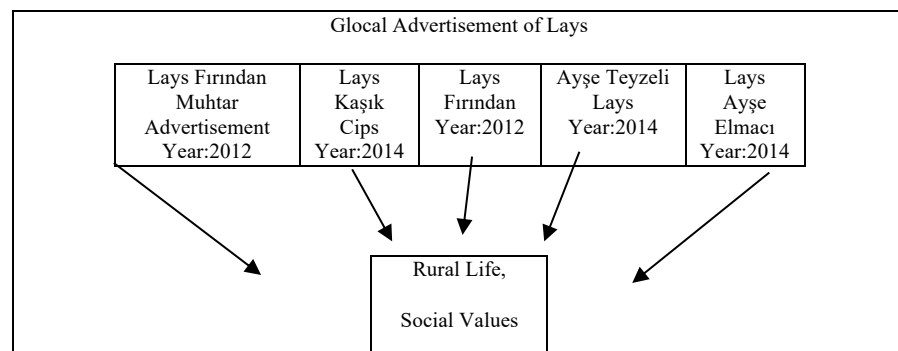 Glocal Advertisement of Lays
Lays Fırından
Muhtar
Advertisement
Year:2012
Lays
Kaşık
Cips
Year:2014
Lays
Fırından
Year:2012
Ayşe Teyzeli
Lays
Year:2014
Lays
Ayşe
Elmacı
Year:2014
Rural Life,
Social Values